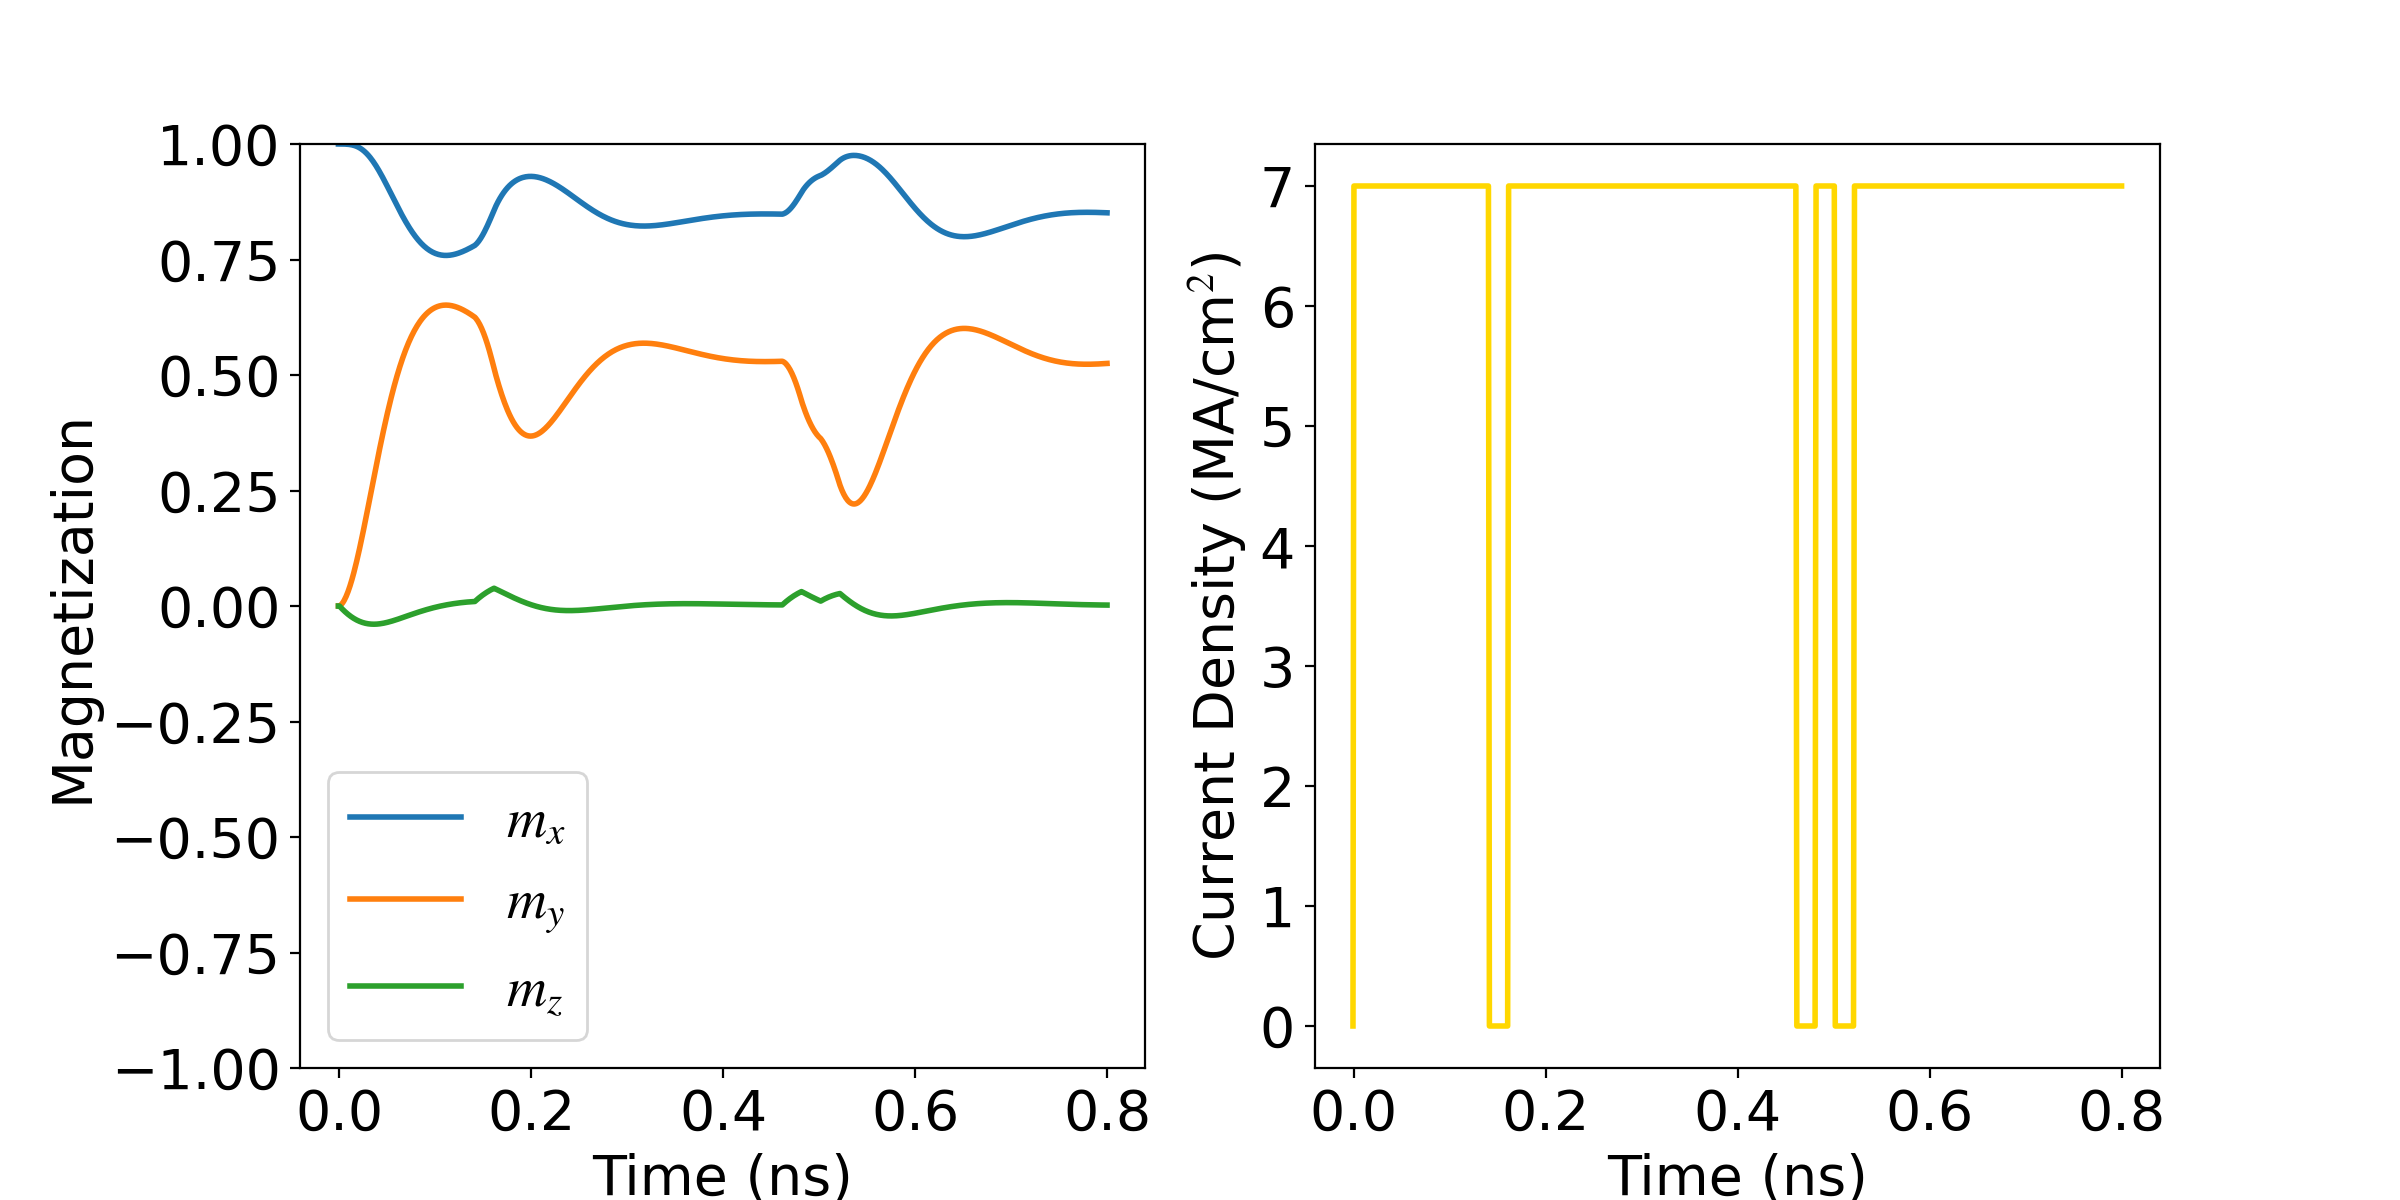 Magnetization
1.00
0.75
0.50
0.25
0.00
−0.25
−0.50
−0.75
−1.00
0.0 0.2 0.4 0.6 0.8
Time (ns)
m_x
m_y
m_z
Current Density (MA/cm²)
7
6
5
4
3
2
1
0
0.0 0.2 0.4 0.6 0.8
Time (ns)